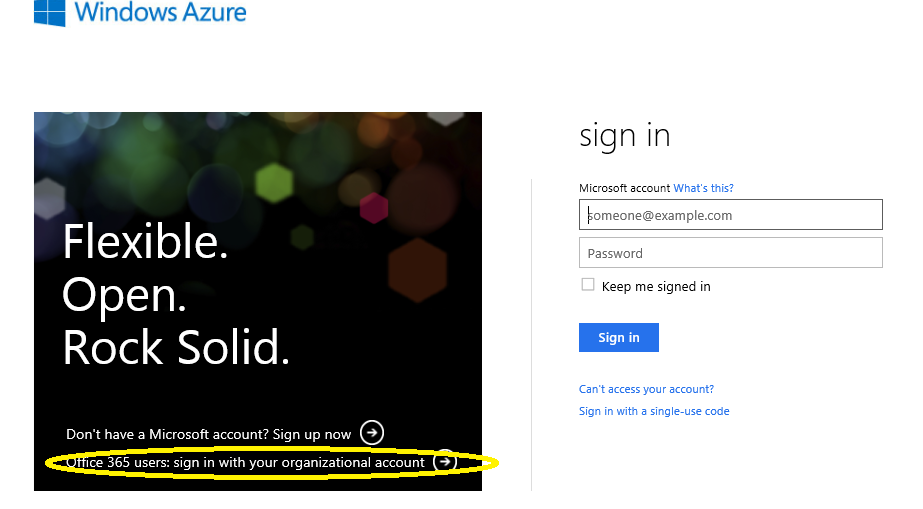 Windows Azure
Flexible.
Open.
Rock Solid.
Don't have a Microsoft account? Sign up now
Office 365 users: sign in with your organizational account
sign in
Microsoft account What's this?
someone@example.com
Password
Keep me signed in
Sign in
Can't access your account?
Sign in with a single-use code